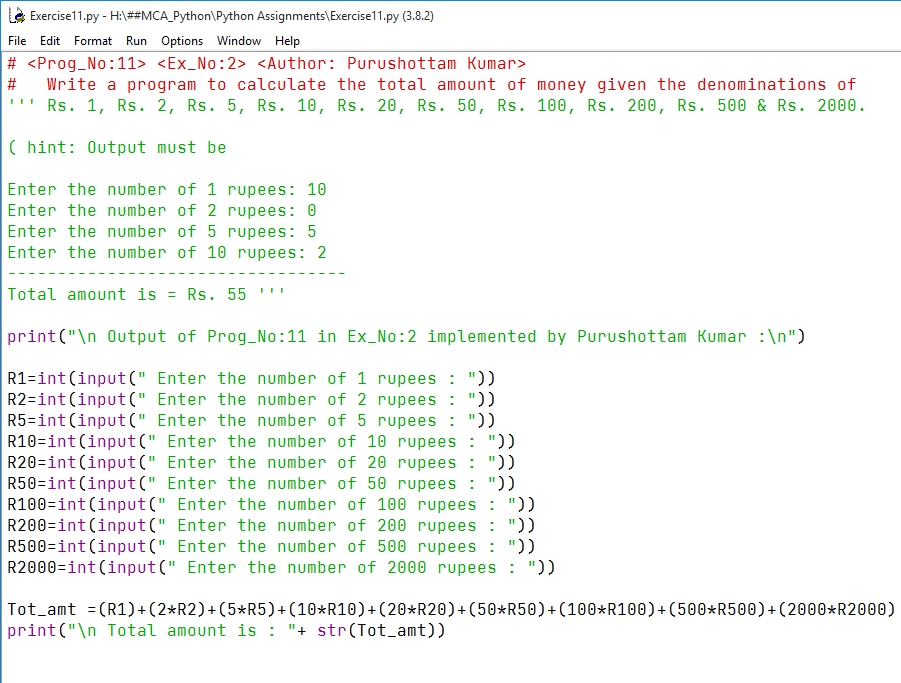 Exercise11.py - H:\##MCA_Python\Python Assignments\Exercise11.py (3.8.2)
File Edit Format Run Options Window Help
# <Prog_No:11> <Ex_No:2> <Author: Purushottam Kumar>
#   Write a program to calculate the total amount of money given the denominations of
''' Rs. 1, Rs. 2, Rs. 5, Rs. 10, Rs. 20, Rs. 50, Rs. 100, Rs. 200, Rs. 500 & Rs. 2000.
( hint: Output must be
Enter the number of 1 rupees: 10
Enter the number of 2 rupees: 0
Enter the number of 5 rupees: 5
Enter the number of 10 rupees: 2
----------------------------------
Total amount is = Rs. 55 '''
print("\n Output of Prog_No:11 in Ex_No:2 implemented by Purushottam Kumar :\n")
R1=int(input(" Enter the number of 1 rupees : "))
R2=int(input(" Enter the number of 2 rupees : "))
R5=int(input(" Enter the number of 5 rupees : "))
R10=int(input(" Enter the number of 10 rupees : "))
R20=int(input(" Enter the number of 20 rupees : "))
R50=int(input(" Enter the number of 50 rupees : "))
R100=int(input(" Enter the number of 100 rupees : "))
R200=int(input(" Enter the number of 200 rupees : "))
R500=int(input(" Enter the number of 500 rupees : "))
R2000=int(input(" Enter the number of 2000 rupees : "))
Tot_amt =(R1)+(2*R2)+(5*R5)+(10*R10)+(20*R20)+(50*R50)+(100*R100)+(500*R500)+(2000*R2000)
print("\n Total amount is : "+ str(Tot_amt))